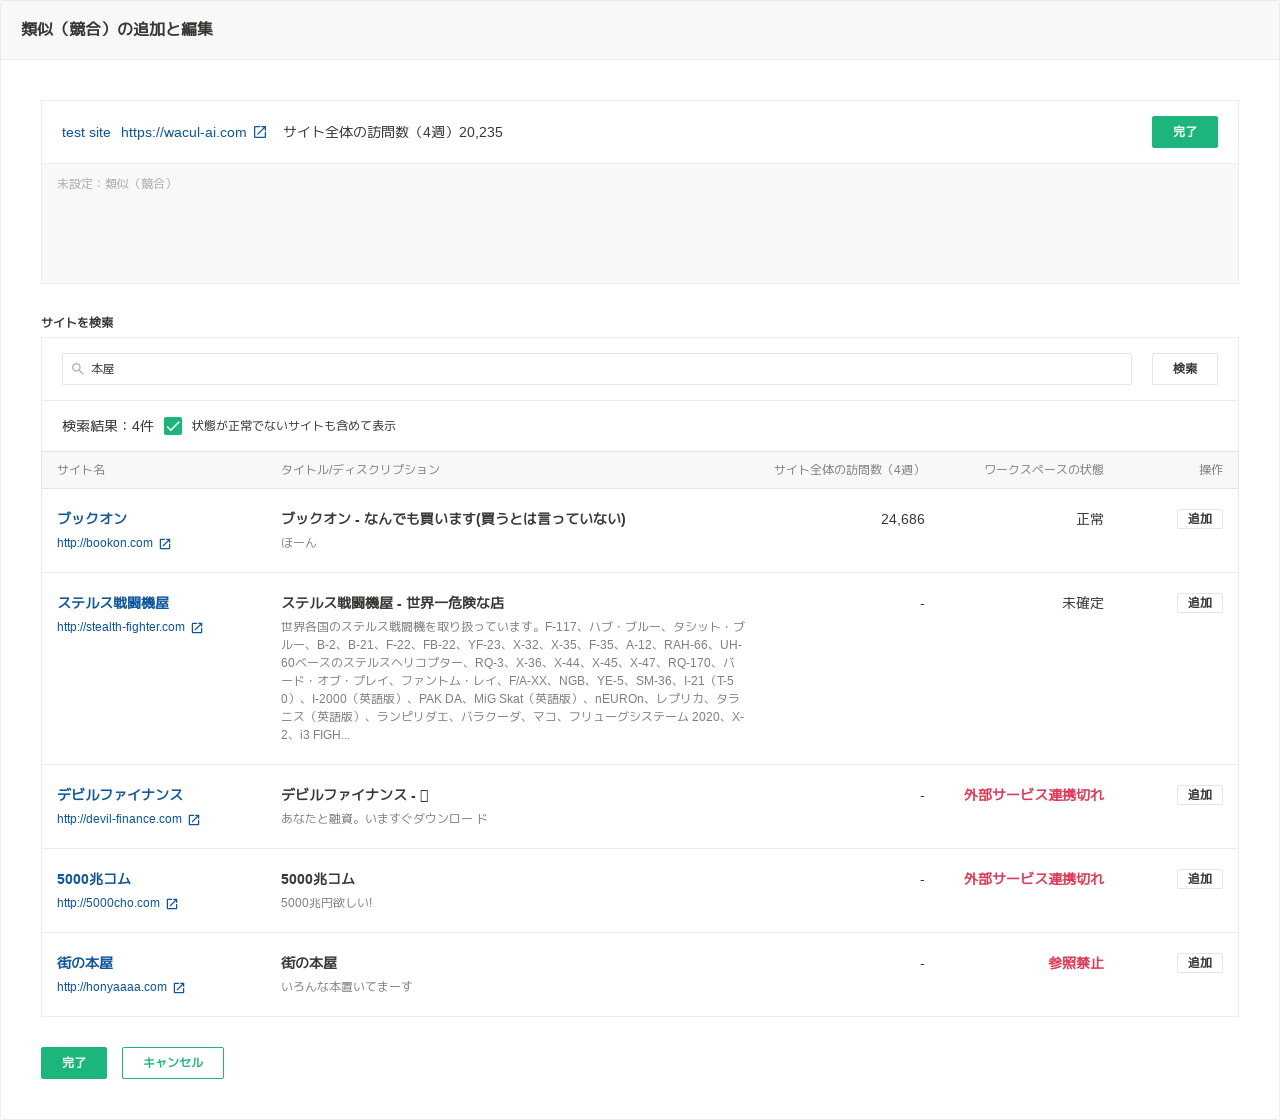 類似（競合）の追加と編集
test site https://wacul-ai.com サイト全体の訪問数（4週）20,235 完了
未設定：類似（競合）
サイトを検索
本屋 検索
検索結果：4件 状態が正常でないサイトも含めて表示
サイト名 タイトル/ディスクリプション サイト全体の訪問数（4週） ワークスペースの状態 操作
ブックオン ブックオン - なんでも買います(買うとは言っていない) 24,686 正常 追加
http://bookon.com ほーん
ステルス戦闘機屋 ステルス戦闘機屋 - 世界一危険な店 - 未確定 追加
http://stealth-fighter.com 世界各国のステルス戦闘機を取り扱っています。F-117、ハブ・ブルー、タシット・ブ
ルー、B-2、B-21、F-22、FB-22、YF-23、X-32、X-35、F-35、A-12、RAH-66、UH-
60ベースのステルスヘリコプター、RQ-3、X-36、X-44、X-45、X-47、RQ-170、バ
ード・オブ・プレイ、ファントム・レイ、F/A-XX、NGB、YE-5、SM-36、I-21（T-5
0）、I-2000（英語版）、PAK DA、MiG Skat（英語版）、nEUROn、レプリカ、タラ
ニス（英語版）、ランピリダエ、バラクーダ、マコ、フリューグシステーム 2020、X-
2、i3 FIGH...
デビルファイナンス デビルファイナンス - - 外部サービス連携切れ 追加
http://devil-finance.com あなたと融資。いますぐダウンロー ド
5000兆コム 5000兆コム - 外部サービス連携切れ 追加
http://5000cho.com 5000兆円欲しい!
街の本屋 街の本屋 - 参照禁止 追加
http://honyaaaa.com いろんな本置いてまーす
完了 キャンセル